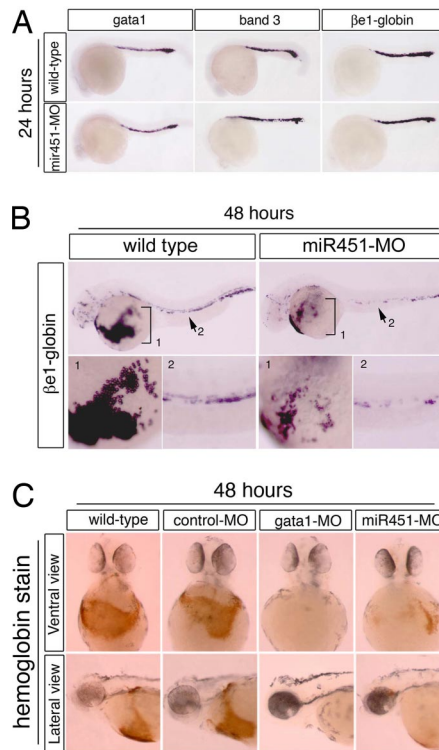 A
gata1
band 3
βe1-globin
24 hours
wild-type
mir451-MO
B
48 hours
wild type
miR451-MO
βe1-globin
1
2
1
2
1
2
1
2
C
48 hours
wild-type
control-MO
gata1-MO
miR451-MO
hemoglobin stain
Ventral view
Lateral view